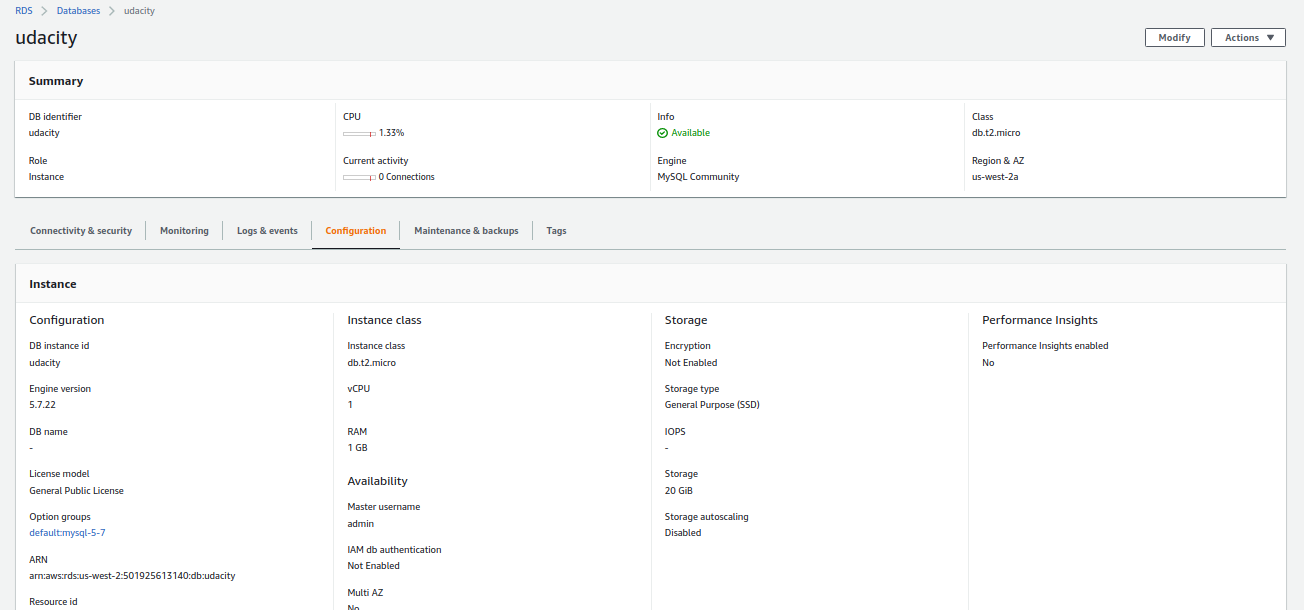 RDS > Databases > udacity
udacity
Modify
Actions
Summary
DB identifier
udacity
CPU
1.33%
Info
Available
Class
db.t2.micro
Role
Instance
Current activity
0 Connections
Engine
MySQL Community
Region & AZ
us-west-2a
Connectivity & security
Monitoring
Logs & events
Configuration
Maintenance & backups
Tags
Instance
Configuration
DB instance id
udacity
Engine version
5.7.22
DB name
-
License model
General Public License
Option groups
default:mysql-5-7
ARN
arn:aws:rds:us-west-2:501925613140:db:udacity
Resource id
Instance class
Instance class
db.t2.micro
vCPU
1
RAM
1 GB
Availability
Master username
admin
IAM db authentication
Not Enabled
Multi AZ
No
Storage
Encryption
Not Enabled
Storage type
General Purpose (SSD)
IOPS
-
Storage
20 GiB
Storage autoscaling
Disabled
Performance Insights
Performance Insights enabled
No